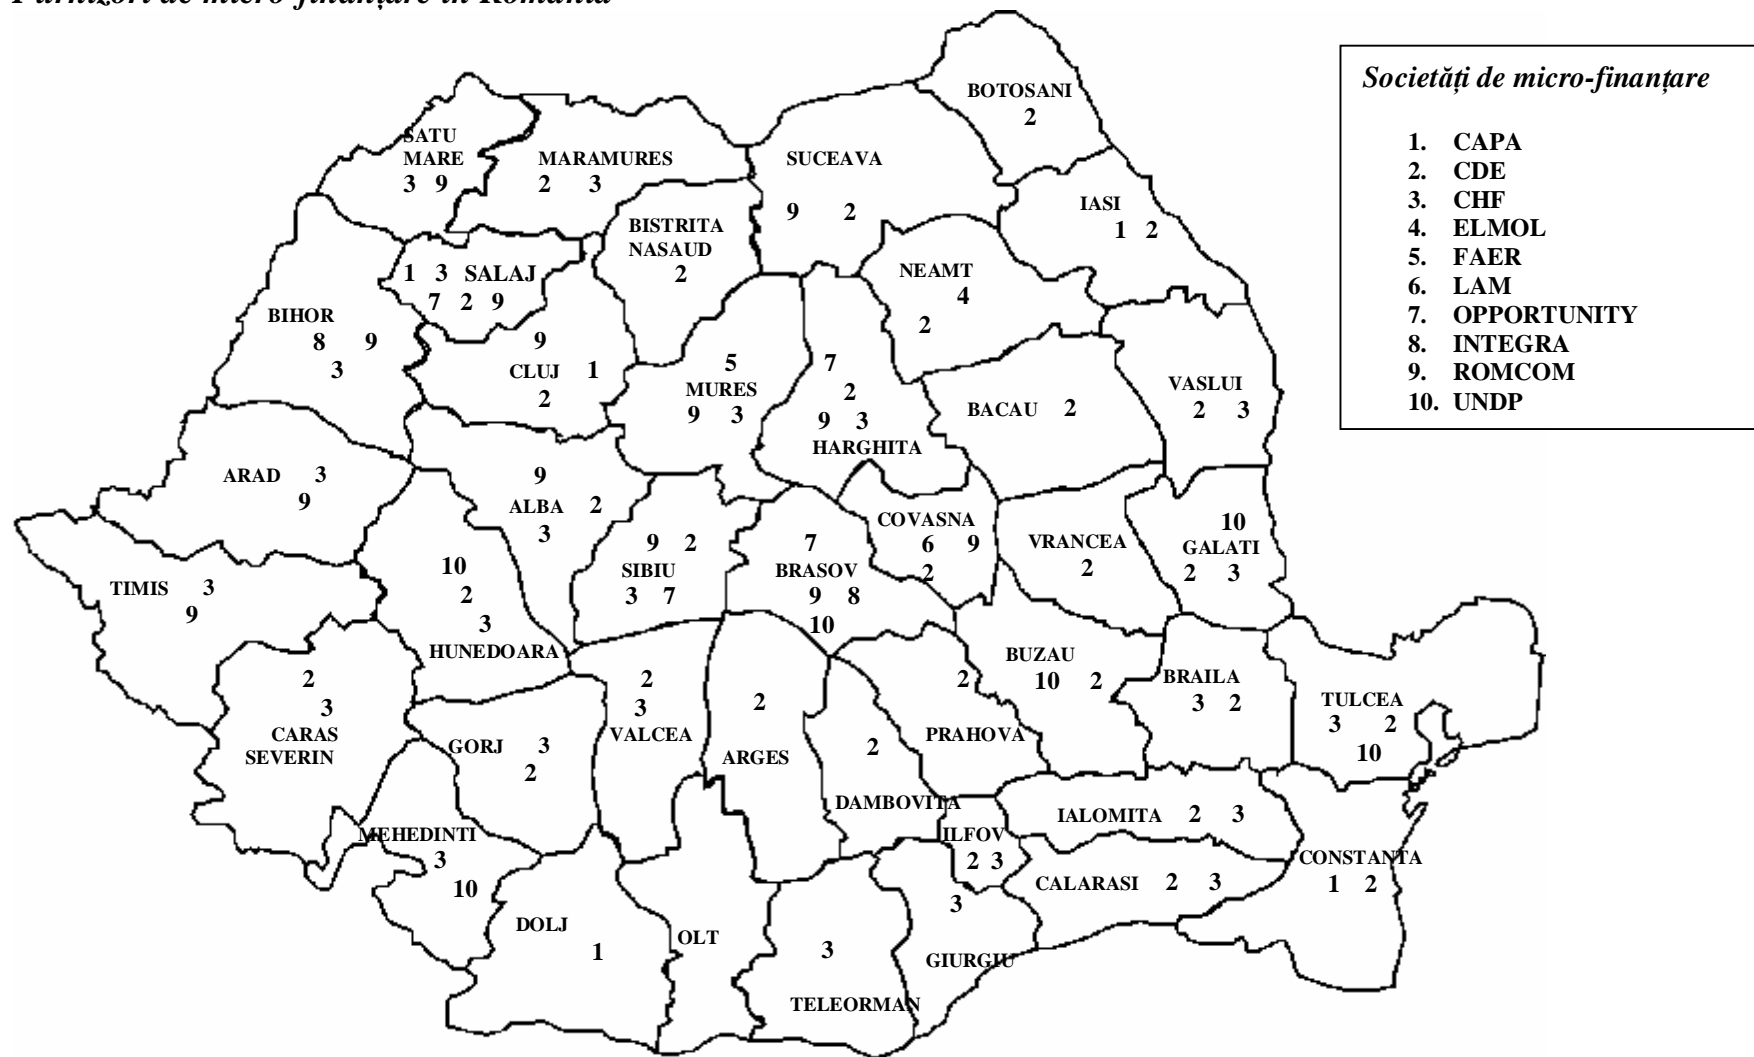 Furnizori de micro-finanțare în România
Societăți de micro-finanțare
1. CAPA
2. CDE
3. CHF
4. ELMOL
5. FAER
6. LAM
7. OPPORTUNITY
8. INTEGRA
9. ROMCOM
10. UNDP
BOTOSANI
2
SATU
MARE
3 9
MARAMURES
2 3
SUCEAVA
9 2
IASI
1 2
BISTRITA
NASAUD
2
1 3 SALAJ
7 2 9
NEAMT
4
2
BIHOR
8 9
3
9
CLUJ 1
2
5
MURES
9 3
7
2
9 3
HARGHITA
BACAU 2
VASLUI
2 3
ARAD 3
9
9
ALBA 2
3
COVASNA
6 9
2
VRANCEA
2
10
GALATI
2 3
9 2
SIBIU
3 7
7
BRASOV
9 8
10
TIMIS 3
9
10
2
3
HUNEDOARA
2
3
CARAS
SEVERIN
2
3
VALCEA
2
ARGES
2
PRAHOVA
BUZAU
10 2
BRAILA
3 2
TULCEA
3 2
10
GORJ 3
2
2
DAMBOVITA
MEHEDINTI
3
10
ILFOV
2 3
IALOMITA 2 3
CONSTANTA
1 2
CALARASI 2 3
DOLJ
1
OLT
3
TELEORMAN
3
GIURGIU